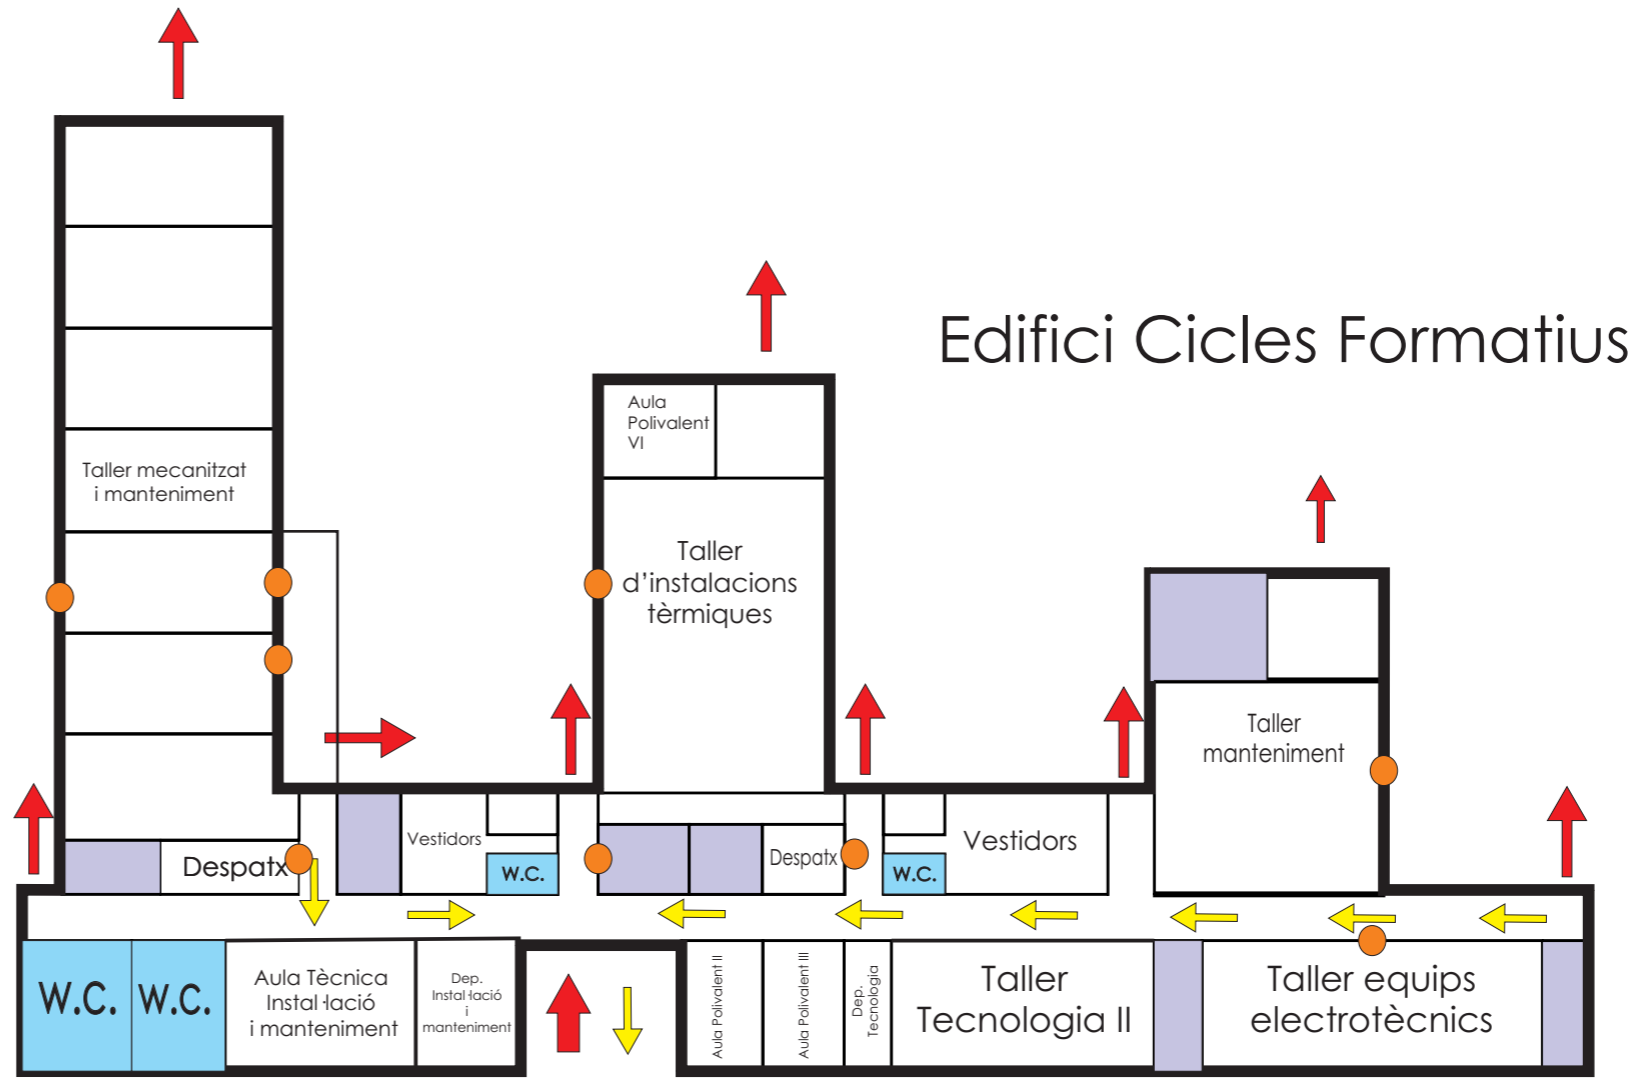 Edifici Cicles Formatius
Aula
Polivalent
VI
Taller mecanitzat
i manteniment
Taller
d’instalacions
tèrmiques
Taller
manteniment
Despatx
Vestidors
W.C.
Despatx
W.C.
Vestidors
W.C.
W.C.
Aula Tècnica
Instal·lació
i manteniment
Dep.
Instal·lació
i
manteniment
Aula Polivalent II
Aula Polivalent III
Dep.
Tecnologia
Taller
Tecnologia II
Taller equips
electrotècnics